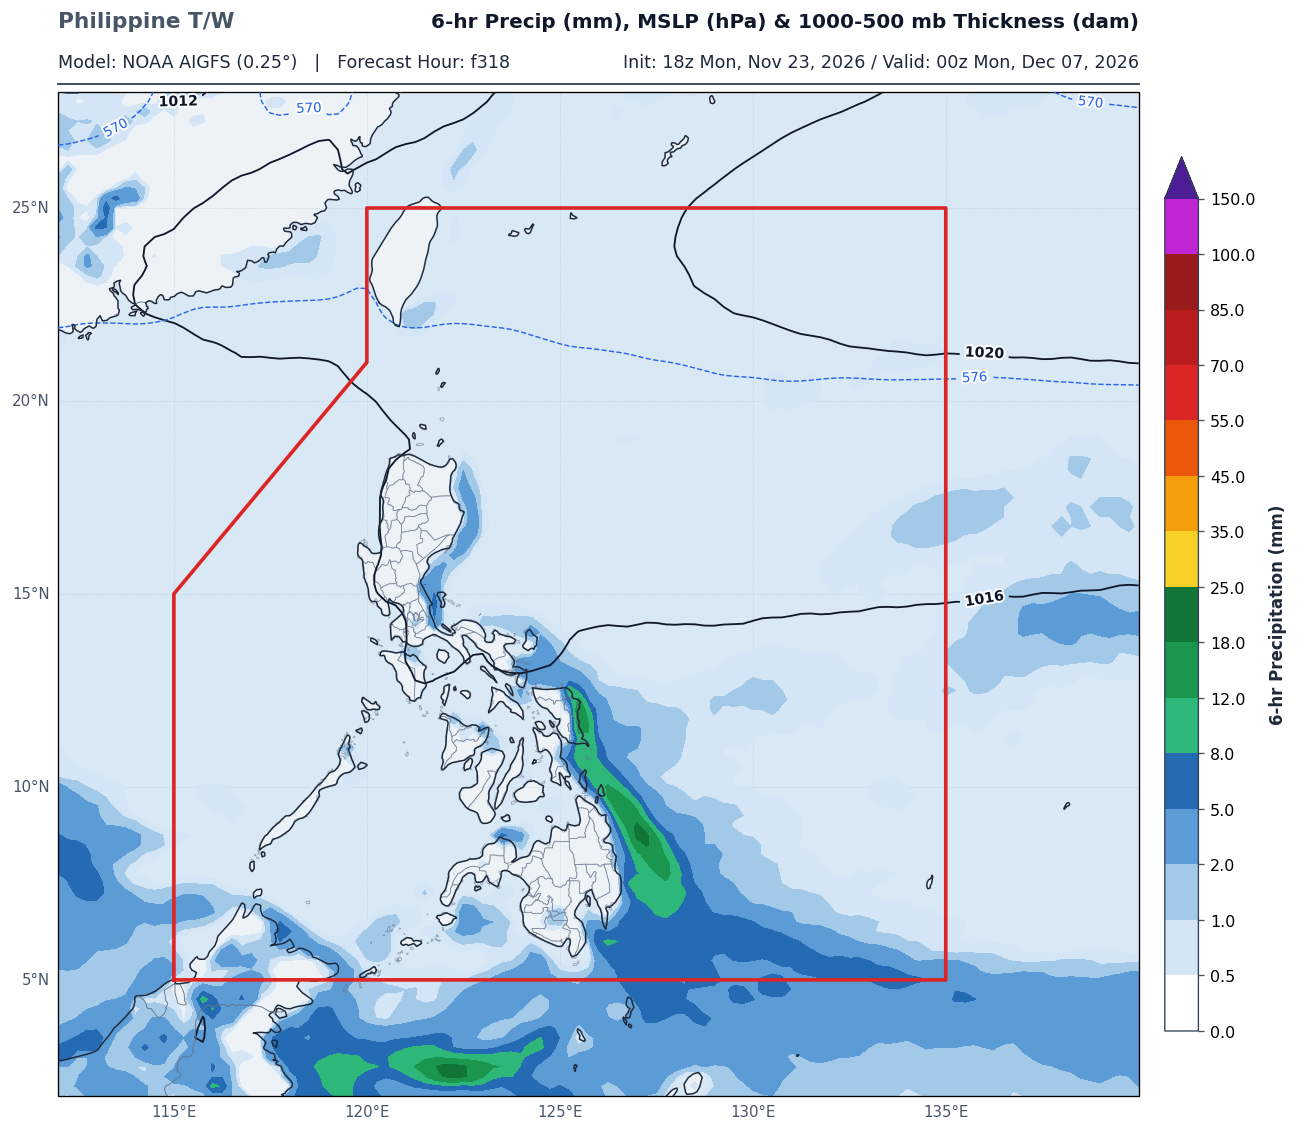 Philippine T/W
6-hr Precip (mm), MSLP (hPa) & 1000-500 mb Thickness (dam)
Model: NOAA AIGFS (0.25°) | Forecast Hour: f318
Init: 18z Mon, Nov 23, 2026 / Valid: 00z Mon, Dec 07, 2026
1012
570
570
570
1020
576
1016
25°N
20°N
15°N
10°N
5°N
115°E
120°E
125°E
130°E
135°E
150.0
100.0
85.0
70.0
55.0
45.0
35.0
25.0
18.0
12.0
8.0
5.0
2.0
1.0
0.5
0.0
6-hr Precipitation (mm)